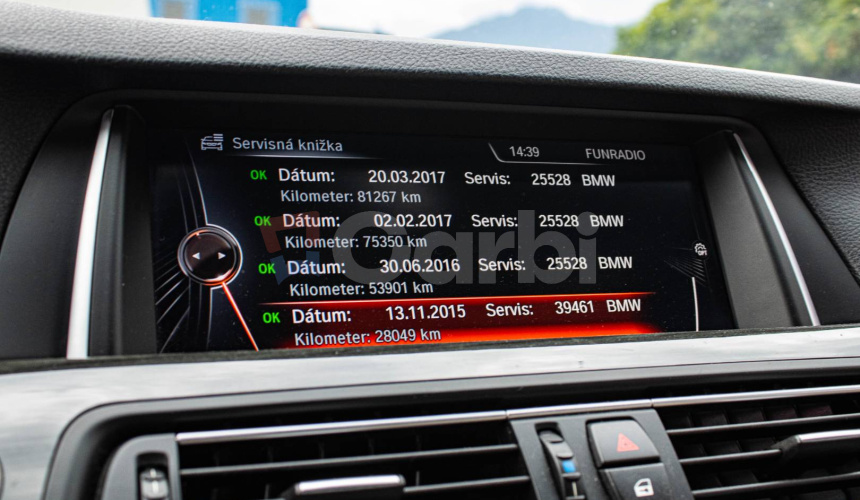 Servisná knižka 14:39 FUNRADIO
OK Dátum: 20.03.2017 Servis: 25528 BMW
Kilometer: 81267 km
OK Dátum: 02.02.2017 Servis: 25528 BMW
Kilometer: 75350 km
OK Dátum: 30.06.2016 Servis: 25528 BMW
Kilometer: 53901 km
OK Dátum: 13.11.2015 Servis: 39461 BMW
Kilometer: 28049 km
Carbi